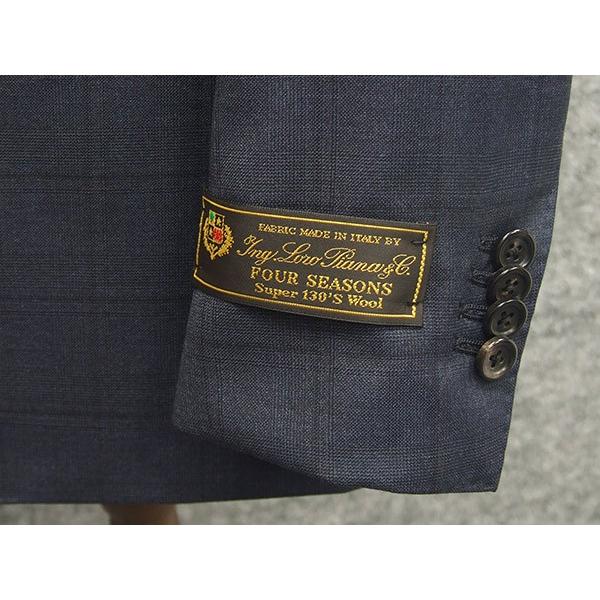 FABRIC MADE IN ITALY BY
Ing. Loro Piana & C.
FOUR SEASONS
Super 130'S Wool